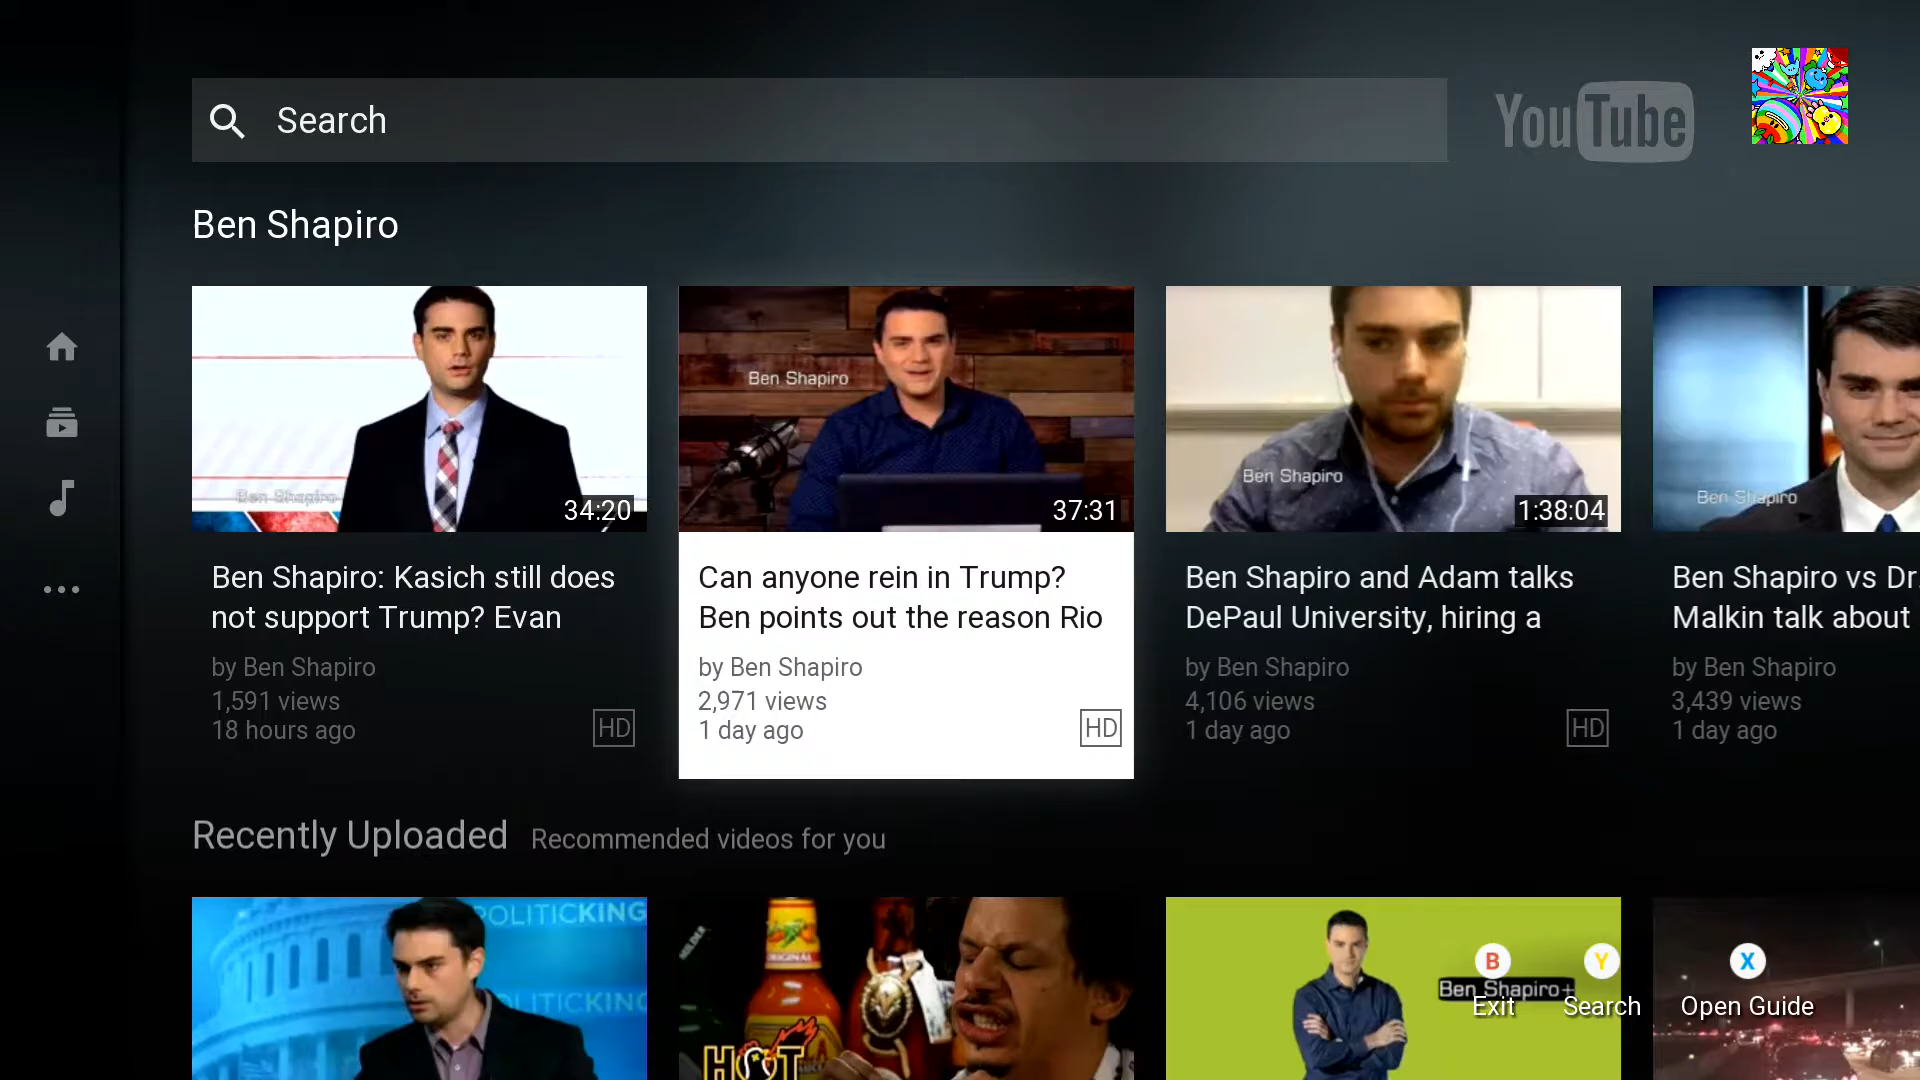 Search
YouTube
Ben Shapiro
Ben Shapiro
34:20
Ben Shapiro
37:31
Ben Shapiro
1:38:04
Ben Shapiro
Ben Shapiro: Kasich still does
not support Trump? Evan
by Ben Shapiro
1,591 views
18 hours ago
HD
Can anyone rein in Trump?
Ben points out the reason Rio
by Ben Shapiro
2,971 views
1 day ago
HD
Ben Shapiro and Adam talks
DePaul University, hiring a
by Ben Shapiro
4,106 views
1 day ago
HD
Ben Shapiro vs Dr
Malkin talk about
by Ben Shapiro
3,439 views
1 day ago
Recently Uploaded Recommended videos for you
POLITICKING
POLITICKING
ORIGINAL
HOT
Ben Shapiro+
B Exit
Y Search
X Open Guide